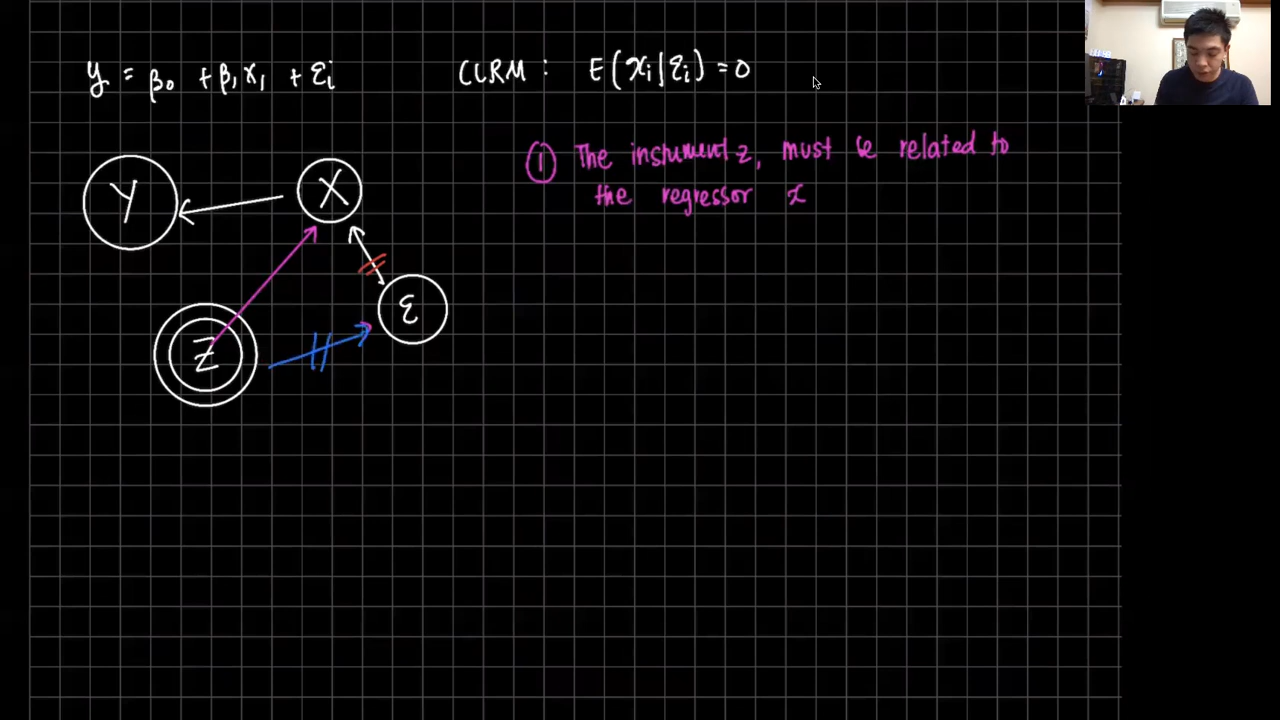 y = β₀ + β₁x₁ + εᵢ
CLRM : E(xᵢ|εᵢ) = 0
① The instrument z, must be related to
the regressor x
Y
X
ε
Z